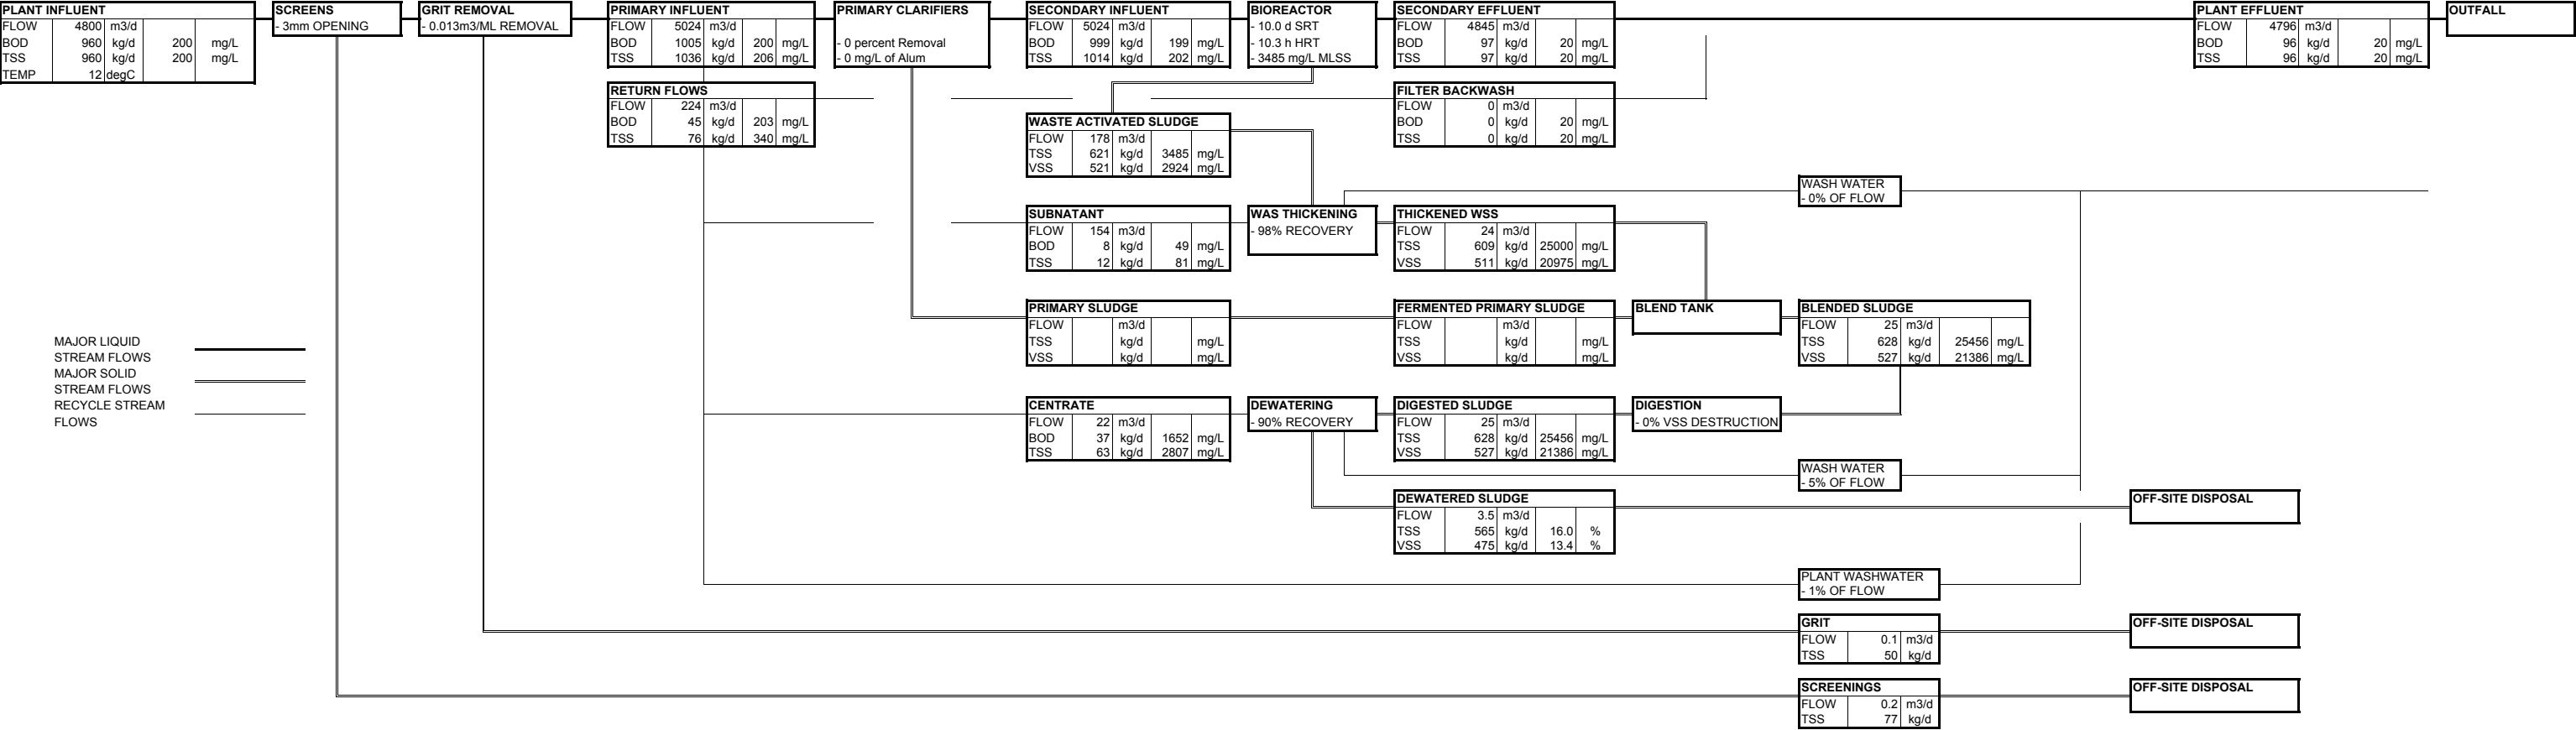 PLANT INFLUENT
FLOW 4800 m3/d
BOD 960 kg/d 200 mg/L
TSS 960 kg/d 200 mg/L
TEMP 12 degC
SCREENS
- 3mm OPENING
GRIT REMOVAL
- 0.013m3/ML REMOVAL
PRIMARY INFLUENT
FLOW 5024 m3/d
BOD 1005 kg/d 200 mg/L
TSS 1036 kg/d 206 mg/L
PRIMARY CLARIFIERS
- 0 percent Removal
- 0 mg/L of Alum
SECONDARY INFLUENT
FLOW 5024 m3/d
BOD 999 kg/d 199 mg/L
TSS 1014 kg/d 202 mg/L
BIOREACTOR
- 10.0 d SRT
- 10.3 h HRT
- 3485 mg/L MLSS
SECONDARY EFFLUENT
FLOW 4845 m3/d
BOD 97 kg/d 20 mg/L
TSS 97 kg/d 20 mg/L
PLANT EFFLUENT
FLOW 4796 m3/d
BOD 96 kg/d 20 mg/L
TSS 96 kg/d 20 mg/L
OUTFALL
RETURN FLOWS
FLOW 224 m3/d
BOD 45 kg/d 203 mg/L
TSS 76 kg/d 340 mg/L
FILTER BACKWASH
FLOW 0 m3/d
BOD 0 kg/d 20 mg/L
TSS 0 kg/d 20 mg/L
WASTE ACTIVATED SLUDGE
FLOW 178 m3/d
TSS 621 kg/d 3485 mg/L
VSS 521 kg/d 2924 mg/L
WASH WATER
- 0% OF FLOW
SUBNATANT
FLOW 154 m3/d
BOD 8 kg/d 49 mg/L
TSS 12 kg/d 81 mg/L
WAS THICKENING
- 98% RECOVERY
THICKENED WSS
FLOW 24 m3/d
TSS 609 kg/d 25000 mg/L
VSS 511 kg/d 20975 mg/L
PRIMARY SLUDGE
FLOW m3/d
TSS kg/d mg/L
VSS kg/d mg/L
FERMENTED PRIMARY SLUDGE
FLOW m3/d
TSS kg/d mg/L
VSS kg/d mg/L
BLEND TANK
BLENDED SLUDGE
FLOW 25 m3/d
TSS 628 kg/d 25456 mg/L
VSS 527 kg/d 21386 mg/L
MAJOR LIQUID
STREAM FLOWS
MAJOR SOLID
STREAM FLOWS
RECYCLE STREAM
FLOWS
CENTRATE
FLOW 22 m3/d
BOD 37 kg/d 1652 mg/L
TSS 63 kg/d 2807 mg/L
DEWATERING
- 90% RECOVERY
DIGESTED SLUDGE
FLOW 25 m3/d
TSS 628 kg/d 25456 mg/L
VSS 527 kg/d 21386 mg/L
DIGESTION
- 0% VSS DESTRUCTION
WASH WATER
- 5% OF FLOW
DEWATERED SLUDGE
FLOW 3.5 m3/d
TSS 565 kg/d 16.0 %
VSS 475 kg/d 13.4 %
OFF-SITE DISPOSAL
PLANT WASHWATER
- 1% OF FLOW
GRIT
FLOW 0.1 m3/d
TSS 50 kg/d
OFF-SITE DISPOSAL
SCREENINGS
FLOW 0.2 m3/d
TSS 77 kg/d
OFF-SITE DISPOSAL